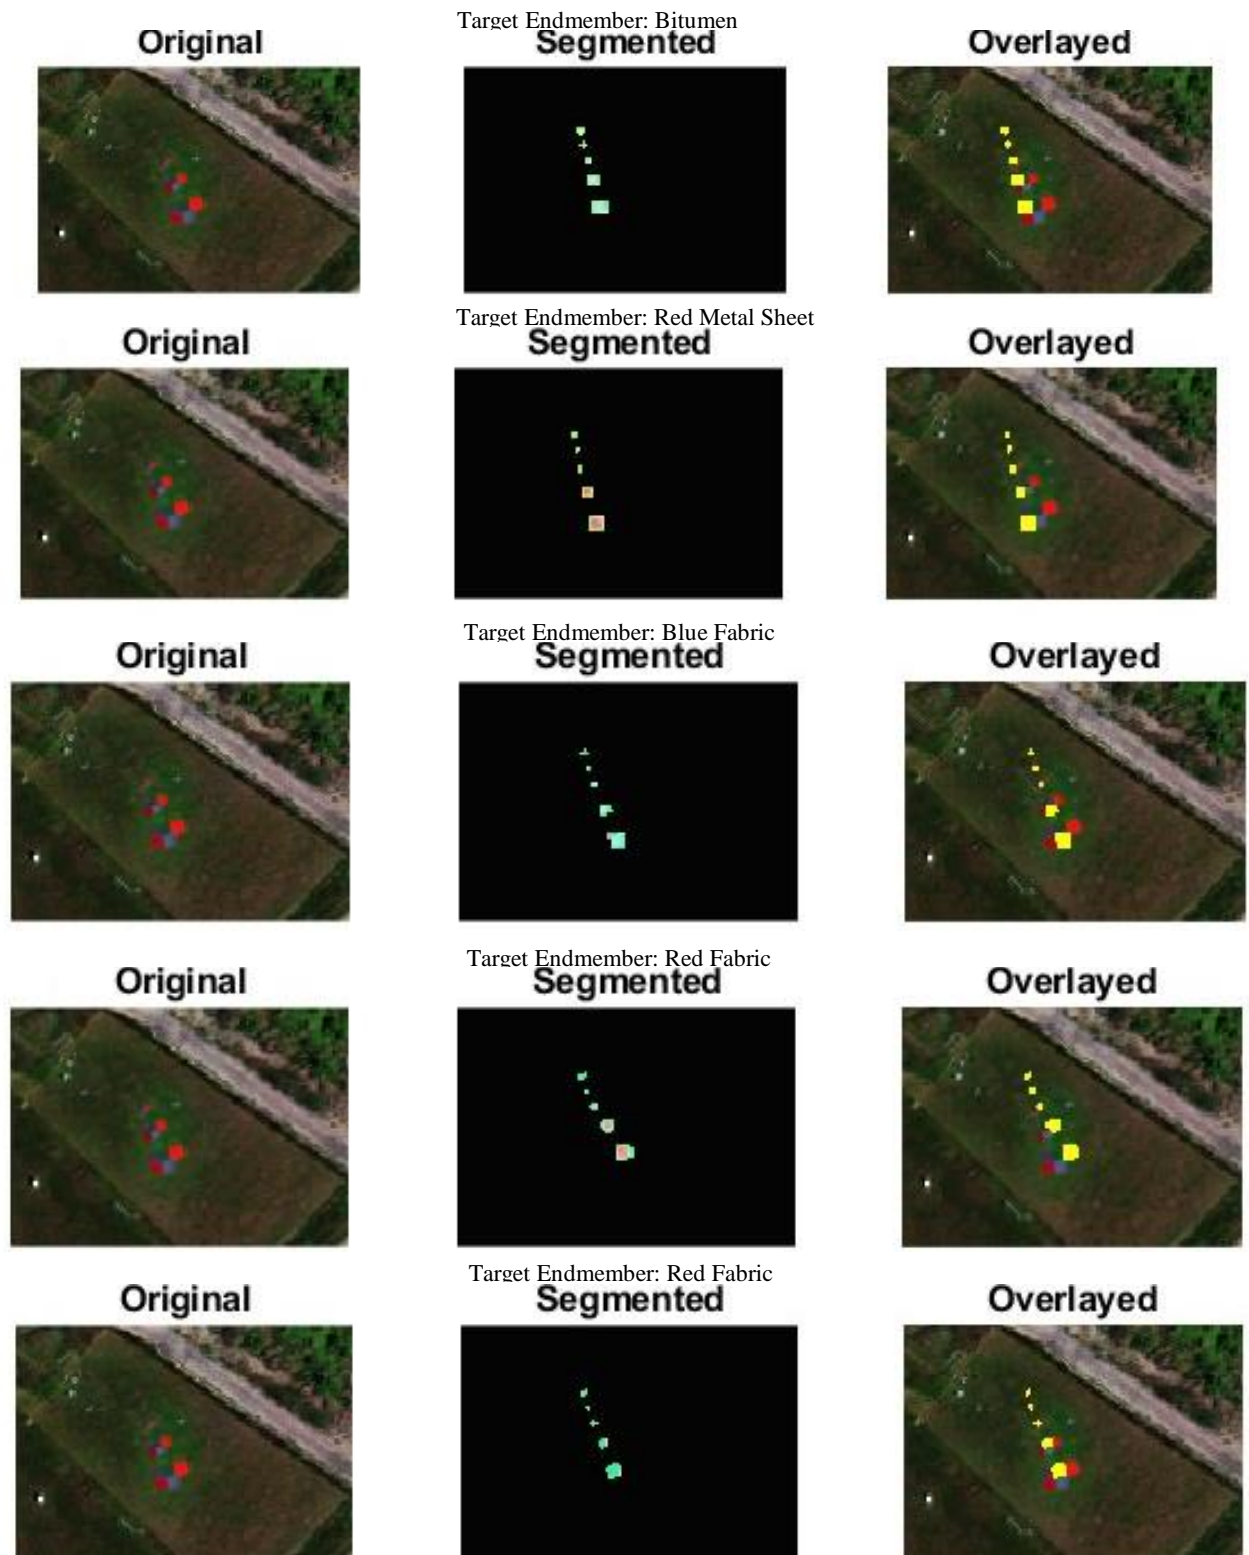 Target Endmember: Bitumen
Original Segmented Overlayed
Target Endmember: Red Metal Sheet
Original Segmented Overlayed
Target Endmember: Blue Fabric
Original Segmented Overlayed
Target Endmember: Red Fabric
Original Segmented Overlayed
Target Endmember: Red Fabric
Original Segmented Overlayed